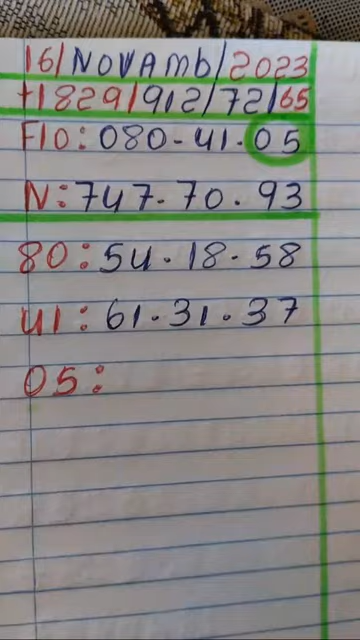 16/NOVAmb/2023
+1829/912/72/65
Flo: 080-41-05
N: 747-70-93
80: 54-18-58
41: 61-31-37
05: